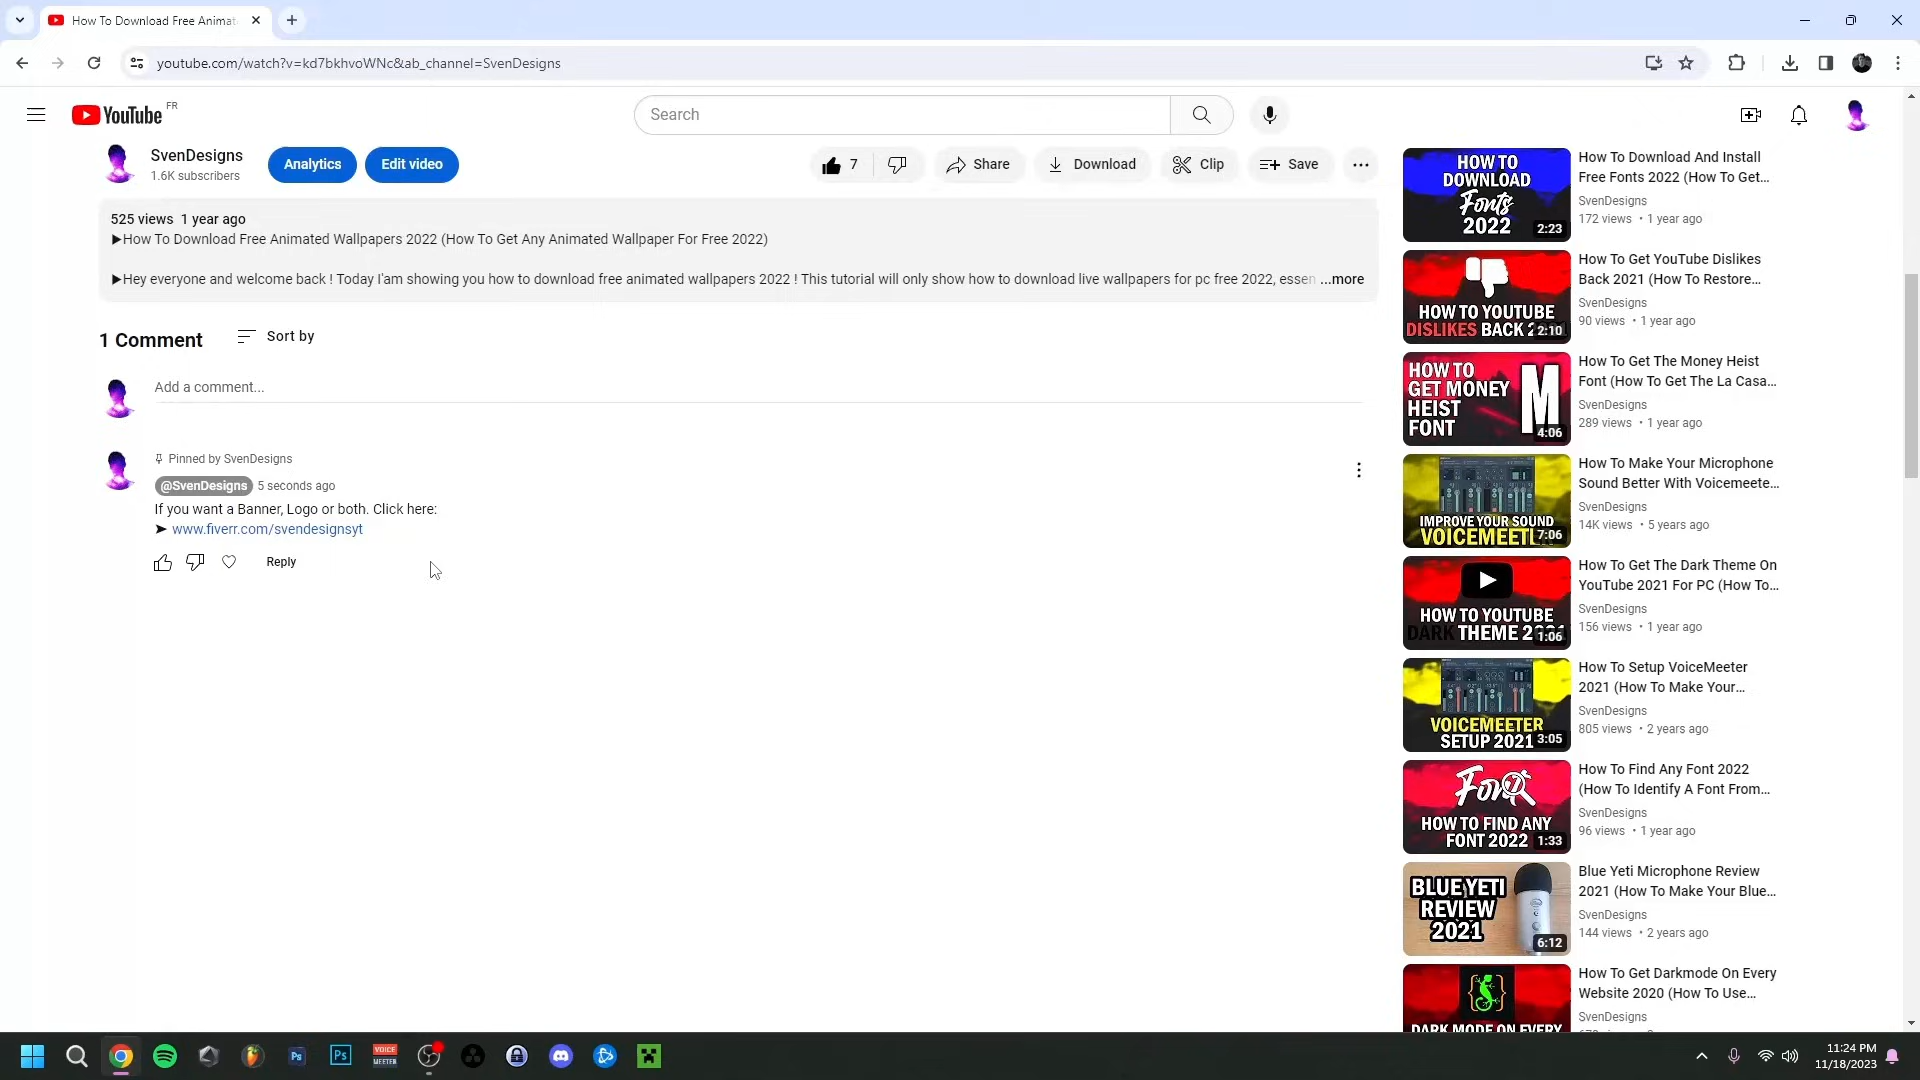 How To Download Free Animat
youtube.com/watch?v=kd7bkhvoWNc&ab_channel=SvenDesigns
YouTube FR
Search
SvenDesigns
1.6K subscribers
Analytics
Edit video
7
Share
Download
Clip
Save
525 views 1 year ago
▶How To Download Free Animated Wallpapers 2022 (How To Get Any Animated Wallpaper For Free 2022)
▶Hey everyone and welcome back ! Today I'am showing you how to download free animated wallpapers 2022 ! This tutorial will only show how to download live wallpapers for pc free 2022, essen ...more
1 Comment
Sort by
Add a comment...
Pinned by SvenDesigns
@SvenDesigns 5 seconds ago
If you want a Banner, Logo or both. Click here:
➤ www.fiverr.com/svendesignsyt
Reply
HOW TO
DOWNLOAD
Fonts
2022
2:23
How To Download And Install
Free Fonts 2022 (How To Get...
SvenDesigns
172 views • 1 year ago
HOW TO YOUTUBE
DISLIKES BACK 2
2:10
How To Get YouTube Dislikes
Back 2021 (How To Restore...
SvenDesigns
90 views • 1 year ago
HOW TO
GET MONEY
HEIST
FONT
M
4:06
How To Get The Money Heist
Font (How To Get The La Casa...
SvenDesigns
289 views • 1 year ago
IMPROVE YOUR SOUND
VOICEMEETE
7:06
How To Make Your Microphone
Sound Better With Voicemeete...
SvenDesigns
14K views • 5 years ago
HOW TO YOUTUBE
DARK THEME 2021
1:06
How To Get The Dark Theme On
YouTube 2021 For PC (How To...
SvenDesigns
156 views • 1 year ago
VOICEMEETER
SETUP 2021
3:05
How To Setup VoiceMeeter
2021 (How To Make Your...
SvenDesigns
805 views • 2 years ago
Font
HOW TO FIND ANY
FONT 2022
1:33
How To Find Any Font 2022
(How To Identify A Font From...
SvenDesigns
96 views • 1 year ago
BLUE YETI
REVIEW
2021
6:12
Blue Yeti Microphone Review
2021 (How To Make Your Blue...
SvenDesigns
144 views • 2 years ago
DARK MODE ON EVERY
How To Get Darkmode On Every
Website 2020 (How To Use...
SvenDesigns
Ps
Ps
VOICE
MEETER
11:24 PM
11/18/2023